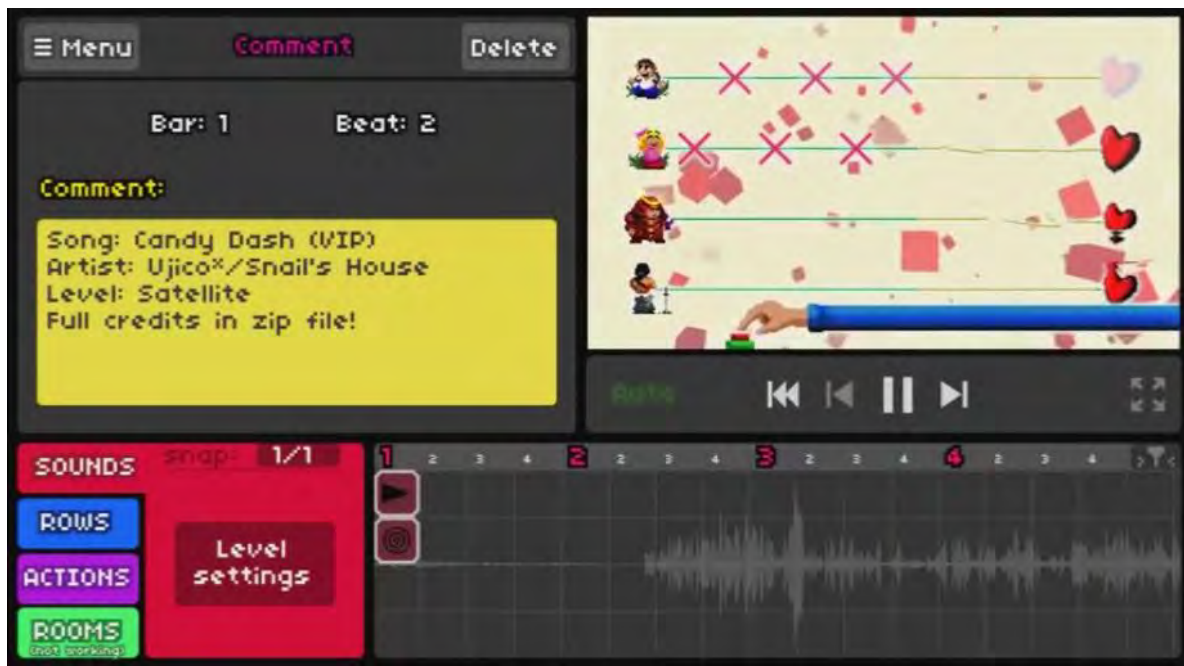 ☰ Menu
Comment
Delete
Bar: 1
Beat: 2
Comment:
Song: Candy Dash (VIP)
Artist: Ujico*/Snail's House
Level: Satellite
Full credits in zip file!
Auto
SOUNDS
snap:
1/1
1 2 3 4 2 2 3 4 3 2 3 4 4 2 3 4
ROWS
Level
settings
ACTIONS
ROOMS
(not working)